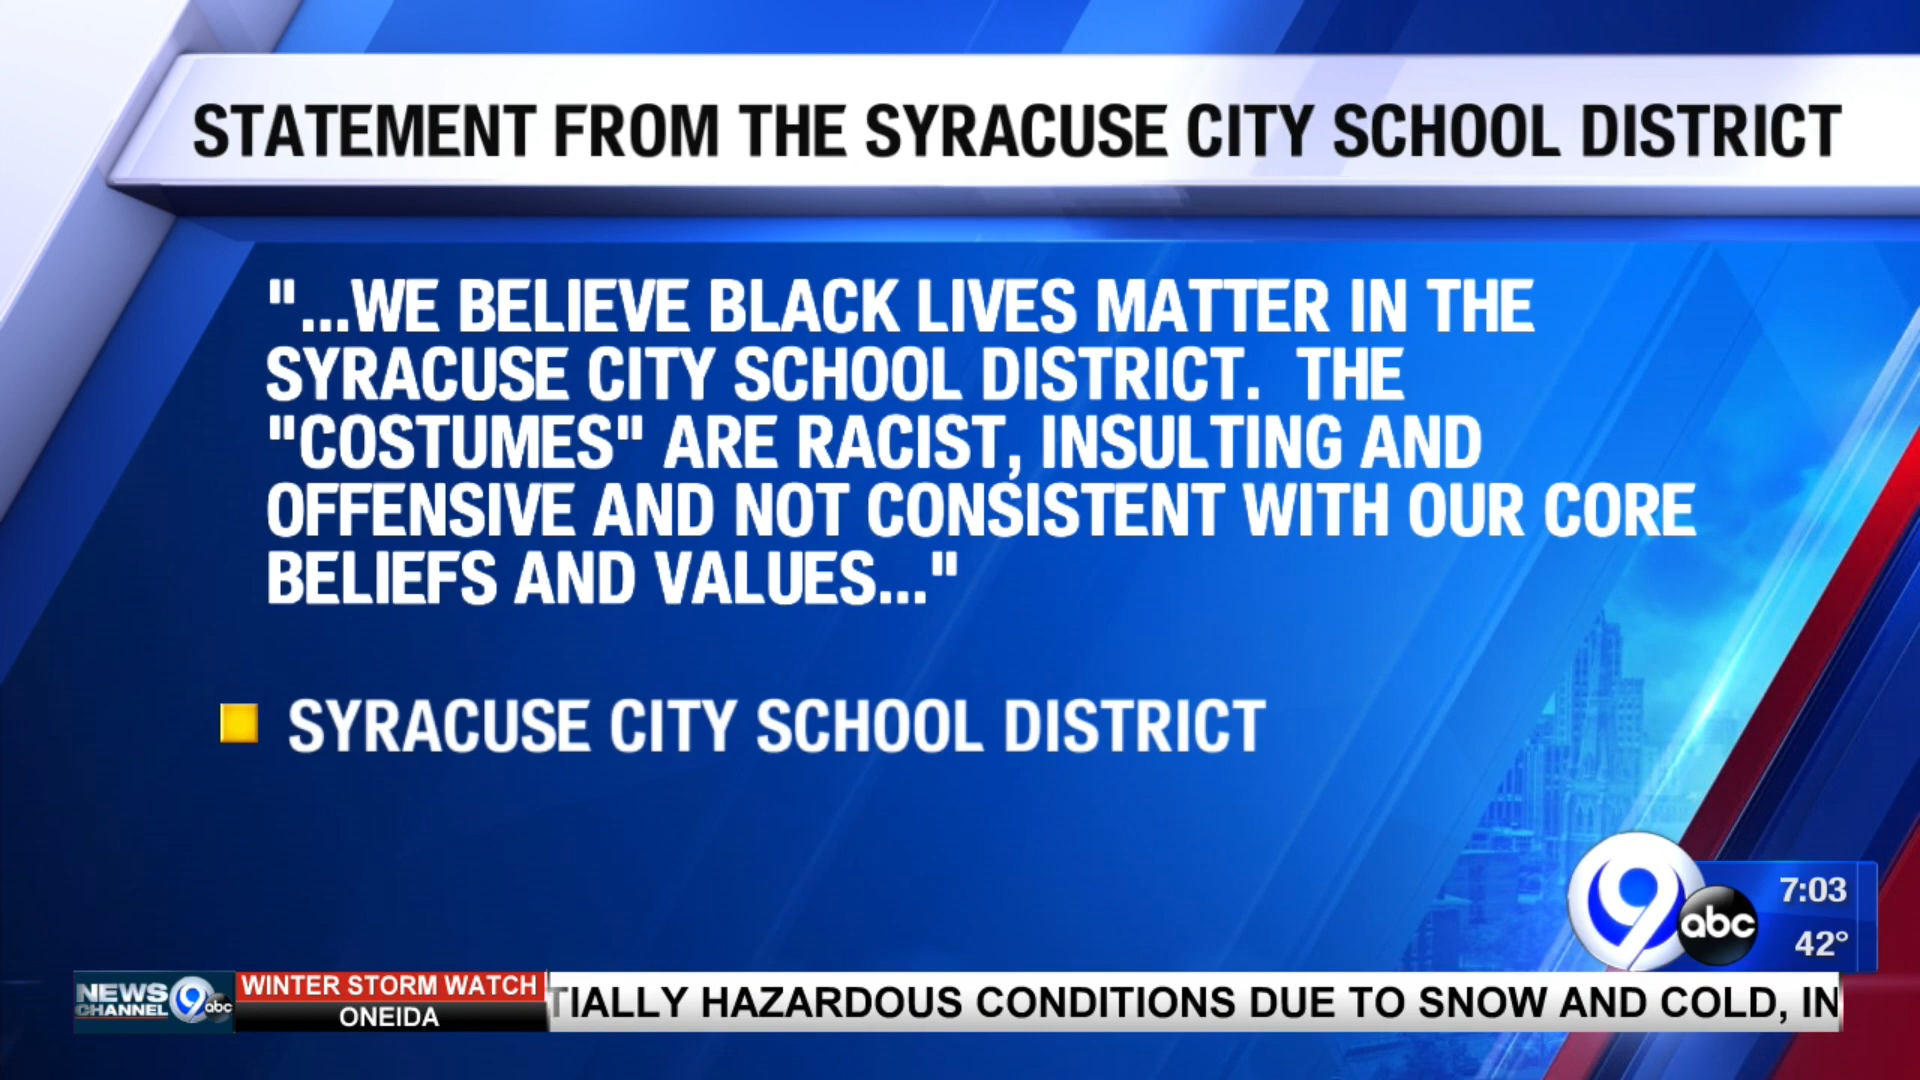 STATEMENT FROM THE SYRACUSE CITY SCHOOL DISTRICT
"...WE BELIEVE BLACK LIVES MATTER IN THE
SYRACUSE CITY SCHOOL DISTRICT.  THE
"COSTUMES" ARE RACIST, INSULTING AND
OFFENSIVE AND NOT CONSISTENT WITH OUR CORE
BELIEFS AND VALUES..."
SYRACUSE CITY SCHOOL DISTRICT
9 abc
7:03
42°
NEWS CHANNEL 9 abc
WINTER STORM WATCH
ONEIDA
TIALLY HAZARDOUS CONDITIONS DUE TO SNOW AND COLD, IN